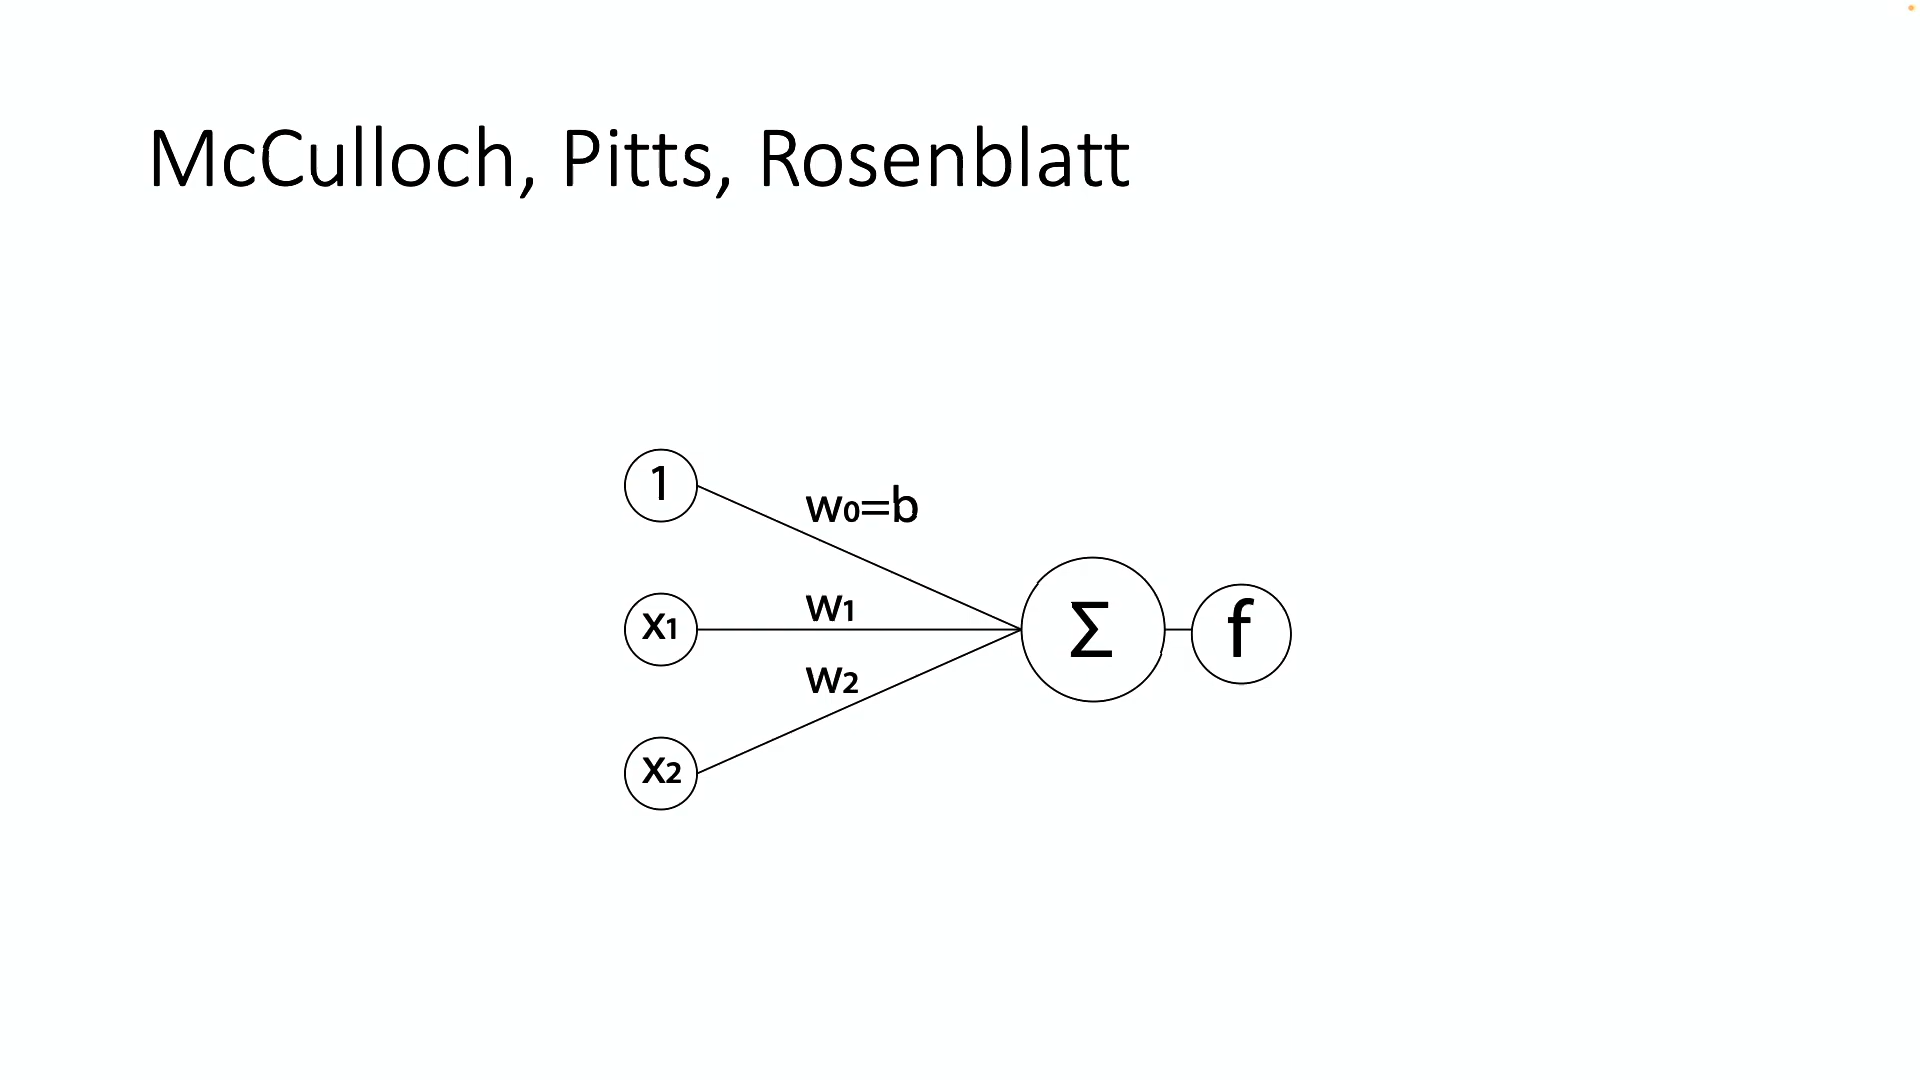 McCulloch, Pitts, Rosenblatt
1
w₀=b
x₁
w₁
Σ
f
w₂
x₂